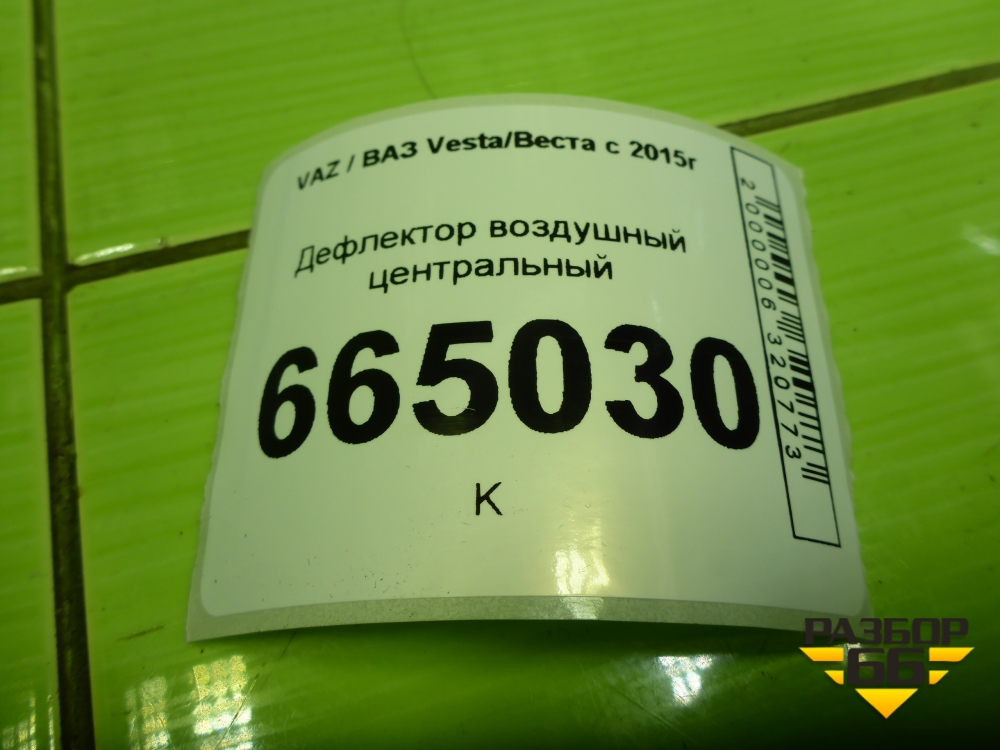 VAZ / ВАЗ Vesta/Веста с 2015г
Дефлектор воздушный
центральный
665030
К
2000006320773
РАЗБОР
66